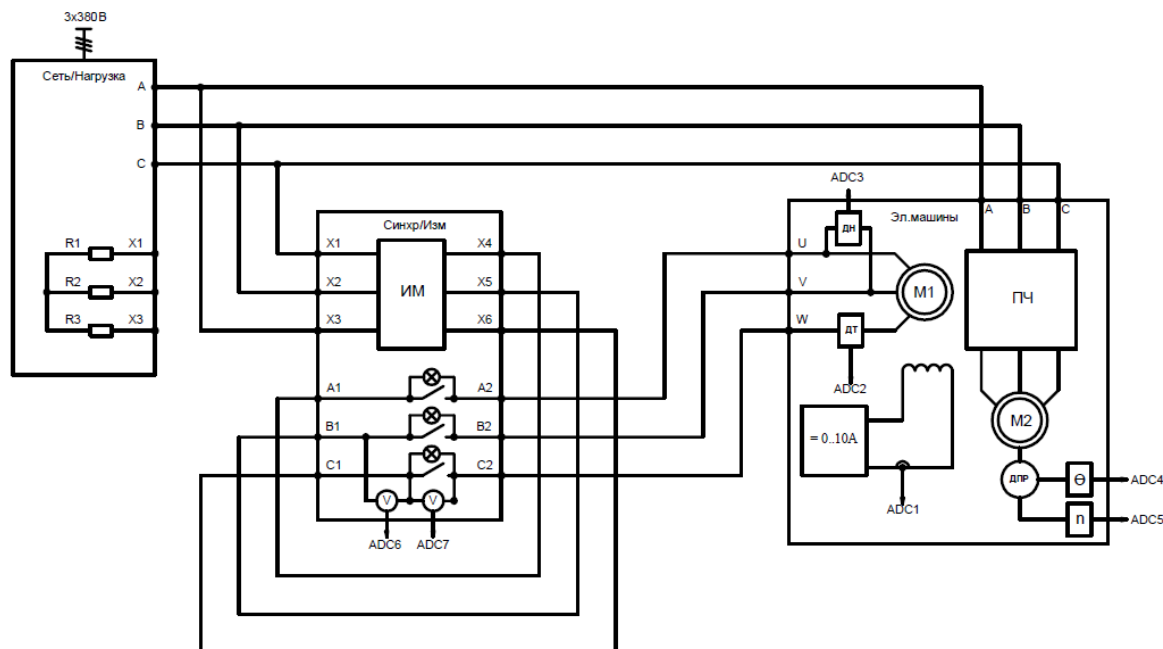 3x380В
Сеть/Нагрузка
A
B
C
R1 X1
R2 X2
R3 X3
Синхр/Изм
X1 ИМ X4
X2 X5
X3 X6
A1 A2
B1 B2
C1 C2
V V
ADC6 ADC7
ADC3
Эл.машины
A B C
ДН
U
V
W
M1
ДТ
ADC2
ПЧ
= 0..10А
ADC1
M2
ДПР
Θ ADC4
n ADC5